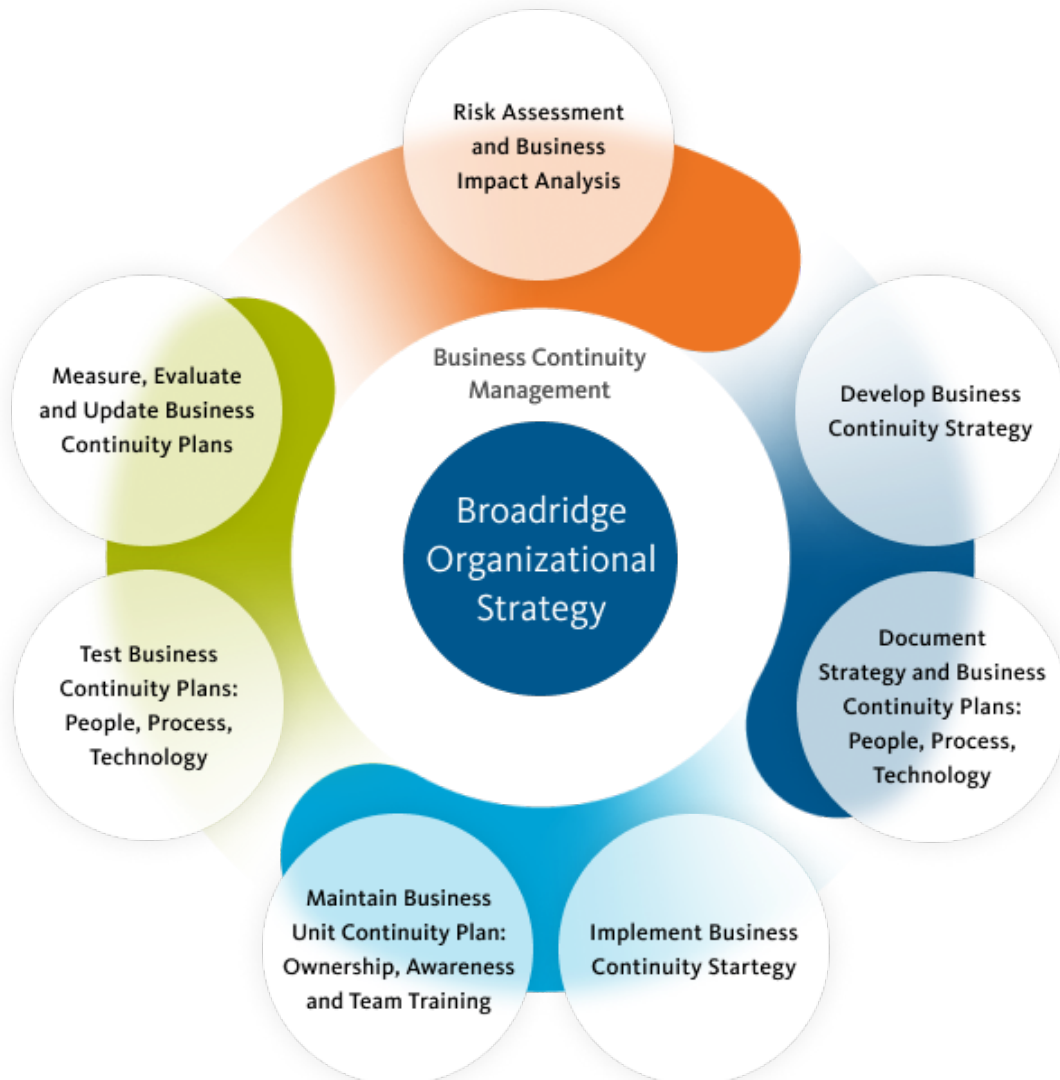 Risk Assessment
and Business
Impact Analysis
Business Continuity
Management
Broadridge
Organizational
Strategy
Develop Business
Continuity Strategy
Document
Strategy and Business
Continuity Plans:
People, Process,
Technology
Implement Business
Continuity Startegy
Maintain Business
Unit Continuity Plan:
Ownership, Awareness
and Team Training
Test Business
Continuity Plans:
People, Process,
Technology
Measure, Evaluate
and Update Business
Continuity Plans